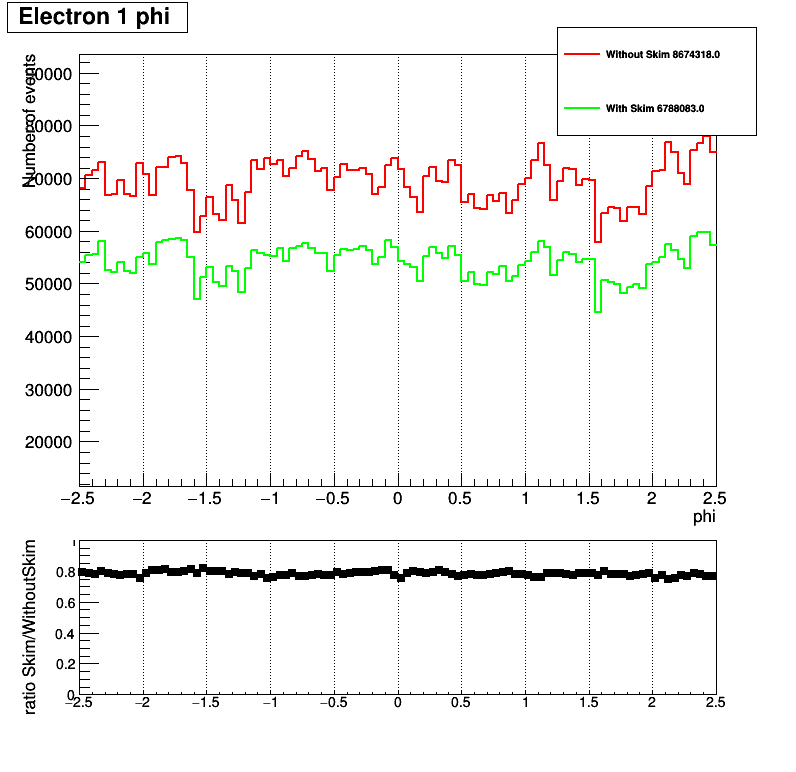 Electron 1 phi
Number of events
Without Skim 8674318.0
With Skim 6788083.0
90000
80000
70000
60000
50000
40000
30000
20000
−2.5 −2 −1.5 −1 −0.5 0 0.5 1 1.5 2 2.5
phi
ratio Skim/WithoutSkim
1
0.8
0.6
0.4
0.2
0
−2.5 −2 −1.5 −1 −0.5 0 0.5 1 1.5 2 2.5